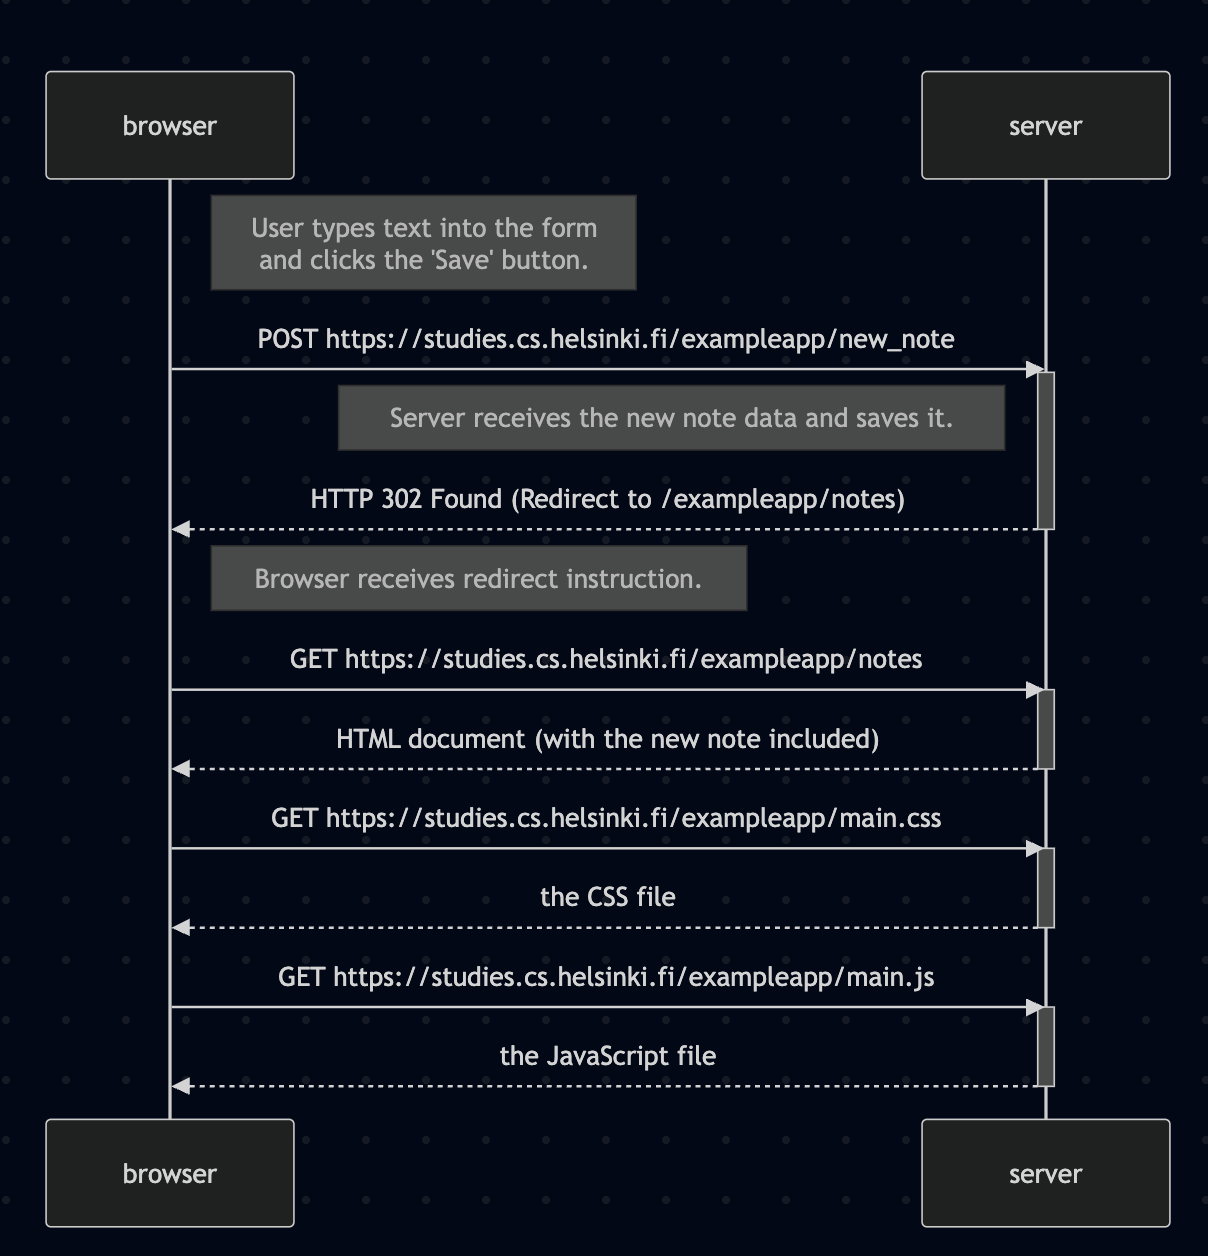 browser
server
User types text into the form
and clicks the 'Save' button.
POST https://studies.cs.helsinki.fi/exampleapp/new_note
Server receives the new note data and saves it.
HTTP 302 Found (Redirect to /exampleapp/notes)
Browser receives redirect instruction.
GET https://studies.cs.helsinki.fi/exampleapp/notes
HTML document (with the new note included)
GET https://studies.cs.helsinki.fi/exampleapp/main.css
the CSS file
GET https://studies.cs.helsinki.fi/exampleapp/main.js
the JavaScript file
browser
server